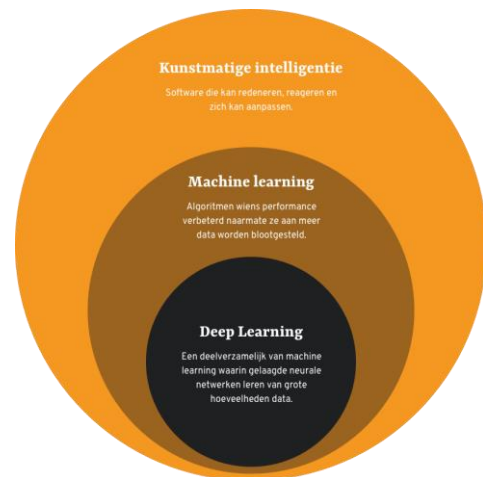 Kunstmatige intelligentie
Software die kan redeneren, reageren en
zich kan aanpassen.
Machine learning
Algoritmen wiens performance
verbeterd naarmate ze aan meer
data worden blootgesteld.
Deep Learning
Een deelverzamelijk van machine
learning waarin gelaagde neurale
netwerken leren van grote
hoeveelheden data.